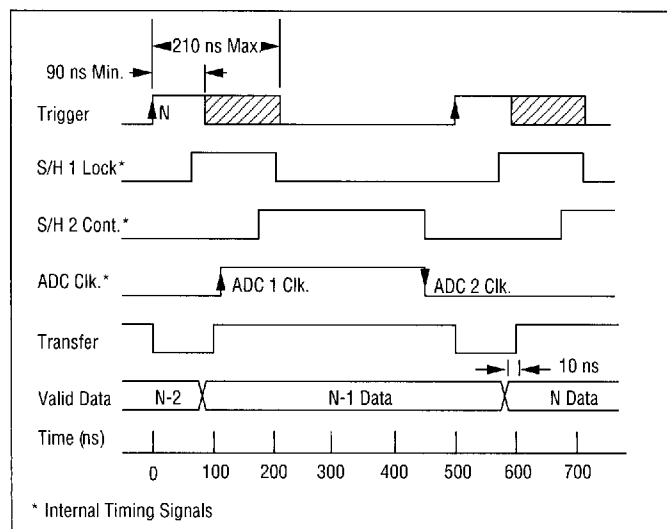 210 ns Max
90 ns Min.
Trigger N
S/H 1 Lock*
S/H 2 Cont.*
ADC Clk.* ADC 1 Clk. ADC 2 Clk.
Transfer
10 ns
Valid Data N-2 N-1 Data N Data
Time (ns)
0 100 200 300 400 500 600 700
* Internal Timing Signals